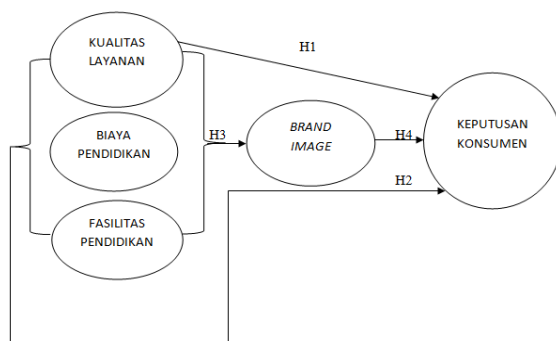 KUALITAS
LAYANAN
H1
BIAYA
PENDIDIKAN
H3
BRAND
IMAGE
H4
KEPUTUSAN
KONSUMEN
H2
FASILITAS
PENDIDIKAN